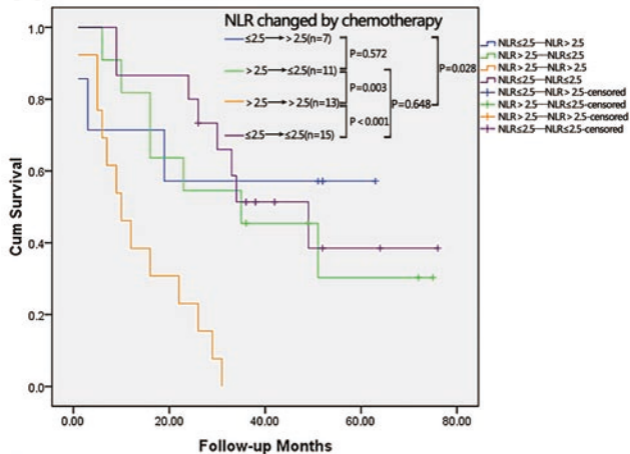 NLR changed by chemotherapy
≤2.5→>2.5(n=7)
P=0.572
>2.5→≤2.5(n=11)
P=0.003
>2.5→>2.5(n=13)
P<0.001
≤2.5→≤2.5(n=15)
P=0.648
P=0.028
NLR≤2.5—NLR>2.5
NLR>2.5—NLR≤2.5
NLR>2.5—NLR>2.5
NLR≤2.5—NLR≤2.5
NLR≤2.5—NLR>2.5-censored
NLR>2.5—NLR≤2.5-censored
NLR>2.5—NLR>2.5-censored
NLR≤2.5—NLR≤2.5-censored
Cum Survival
1.0
0.8
0.6
0.4
0.2
0.0
0.00 20.00 40.00 60.00 80.00
Follow-up Months